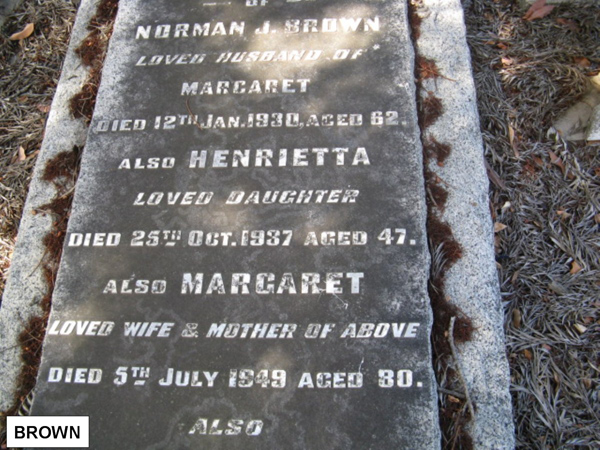 OF
NORMAN J. BROWN
LOVED HUSBAND OF
MARGARET
DIED 12TH JAN. 1930, AGED 62.
ALSO HENRIETTA
LOVED DAUGHTER
DIED 25TH OCT. 1937 AGED 47.
ALSO MARGARET
LOVED WIFE & MOTHER OF ABOVE
DIED 5TH JULY 1949 AGED 80.
ALSO
BROWN